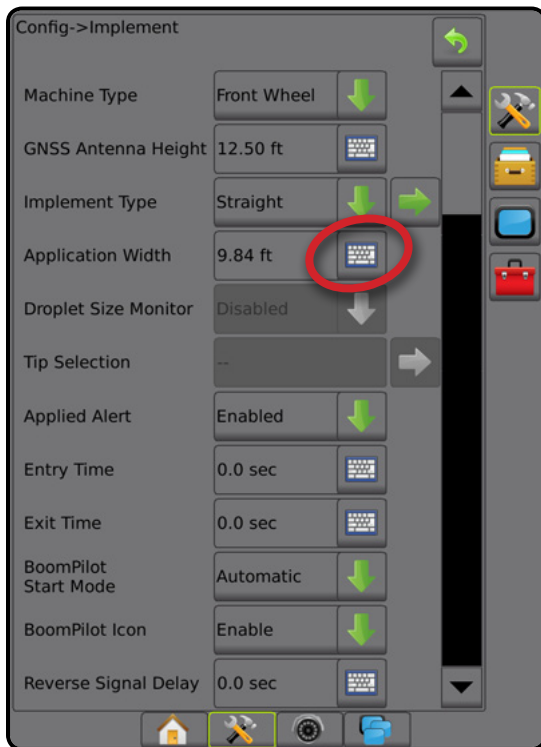 Config->Implement
Machine Type Front Wheel
GNSS Antenna Height 12.50 ft
Implement Type Straight
Application Width 9.84 ft
Droplet Size Monitor Disabled
Tip Selection --
Applied Alert Enabled
Entry Time 0.0 sec
Exit Time 0.0 sec
BoomPilot
Start Mode Automatic
BoomPilot Icon Enable
Reverse Signal Delay 0.0 sec